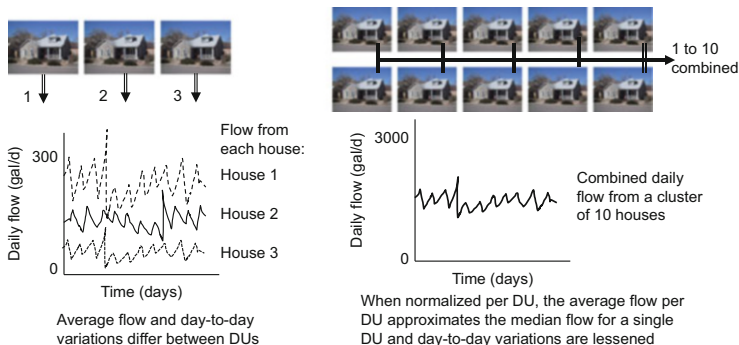 1
2
3
Flow from
each house:
House 1
House 2
House 3
Daily flow (gal/d)
300
0
Time (days)
Average flow and day-to-day
variations differ between DUs
1 to 10
combined
Daily flow (gal/d)
3000
0
Time (days)
Combined daily
flow from a cluster
of 10 houses
When normalized per DU, the average flow per
DU approximates the median flow for a single
DU and day-to-day variations are lessened